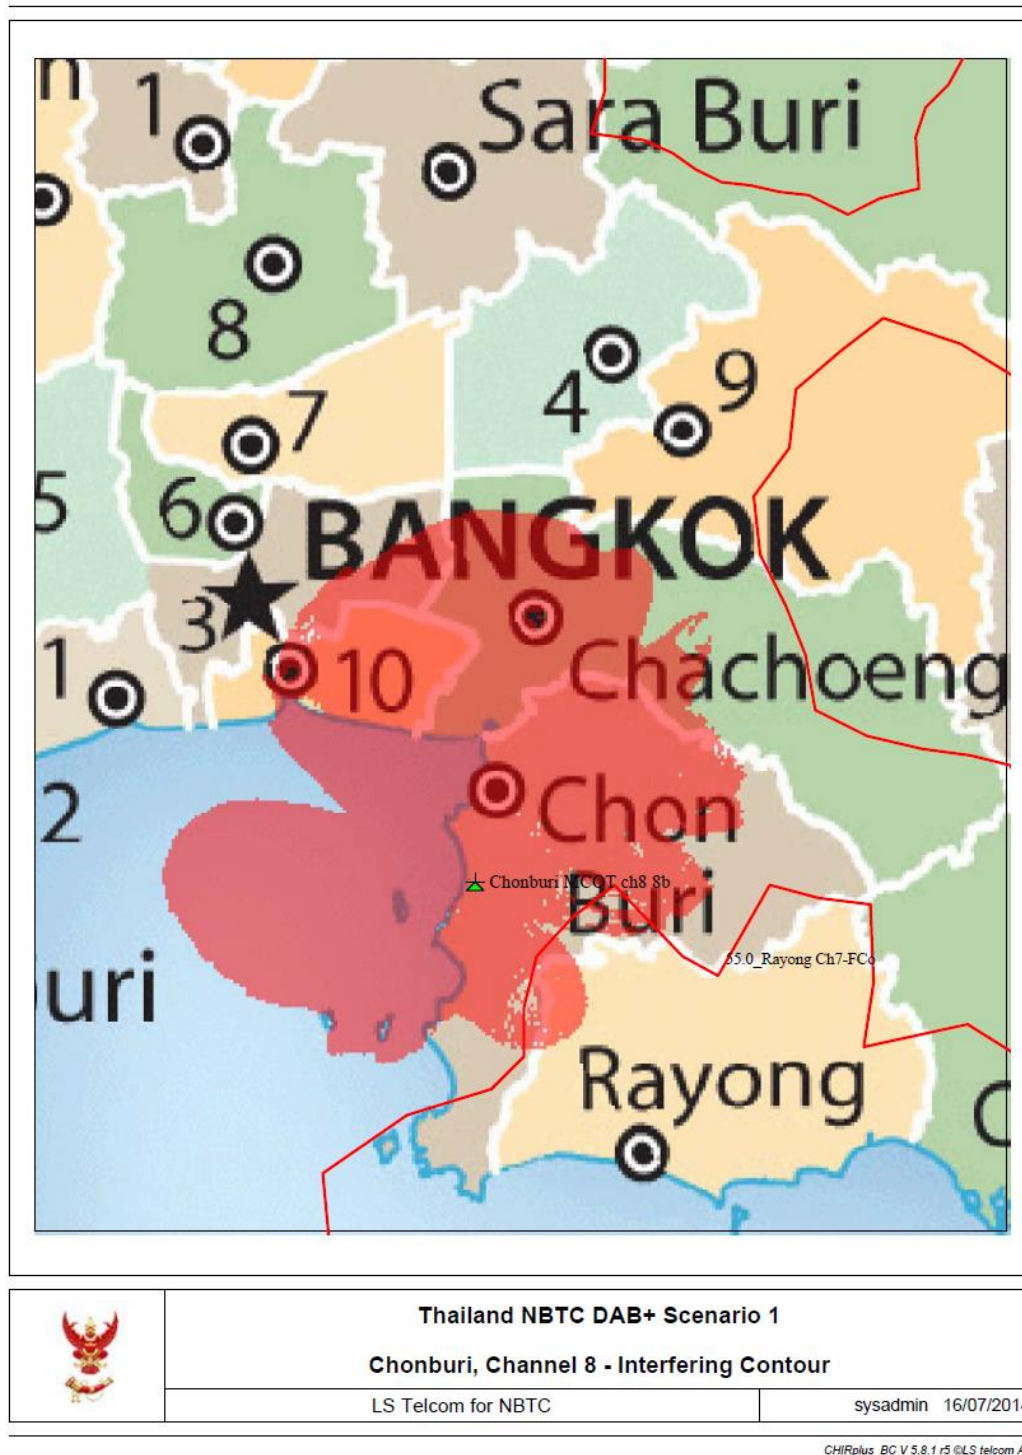 n
1
Sara Buri
8
4
9
7
5
6
BANGKOK
3
1
10
Chachoeng
2
Chon
Buri
Chonburi MCOT ch8 8b
55.0_Rayong Ch7-FCo
uri
Rayong
C
Thailand NBTC DAB+ Scenario 1
Chonburi, Channel 8 - Interfering Contour
LS Telcom for NBTC
sysadmin 16/07/2014
CHIRplus_BC V 5.8.1 r5 ©LS telcom A